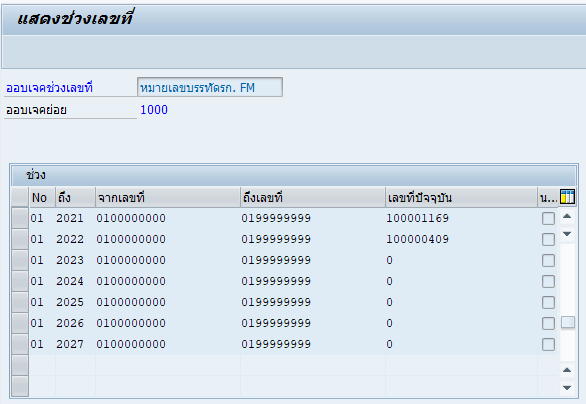 แสดงช่วงเลขที่
ออบเจคช่วงเลขที่ หมายเลขบรรทัดรก. FM
ออบเจคย่อย 1000
ช่วง
No ถึง จากเลขที่ ถึงเลขที่ เลขที่ปัจจุบัน น...
01 2021 0100000000 0199999999 100001169
01 2022 0100000000 0199999999 100000409
01 2023 0100000000 0199999999 0
01 2024 0100000000 0199999999 0
01 2025 0100000000 0199999999 0
01 2026 0100000000 0199999999 0
01 2027 0100000000 0199999999 0